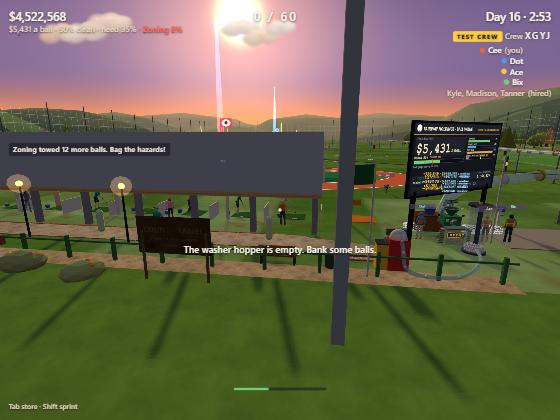 $4,522,568
0 / 60
Day 16 · 2:53
$5,431 a ball · 50% clean · need 35% · Zoning 8%
TEST CREW Crew XGYJ
Cee (you)
Dot
Ace
Bix
Kyle, Madison, Tanner (hired)
Zoning towed 12 more balls. Bag the hazards!
$5,431
The washer hopper is empty. Bank some balls.
Tab store · Shift sprint